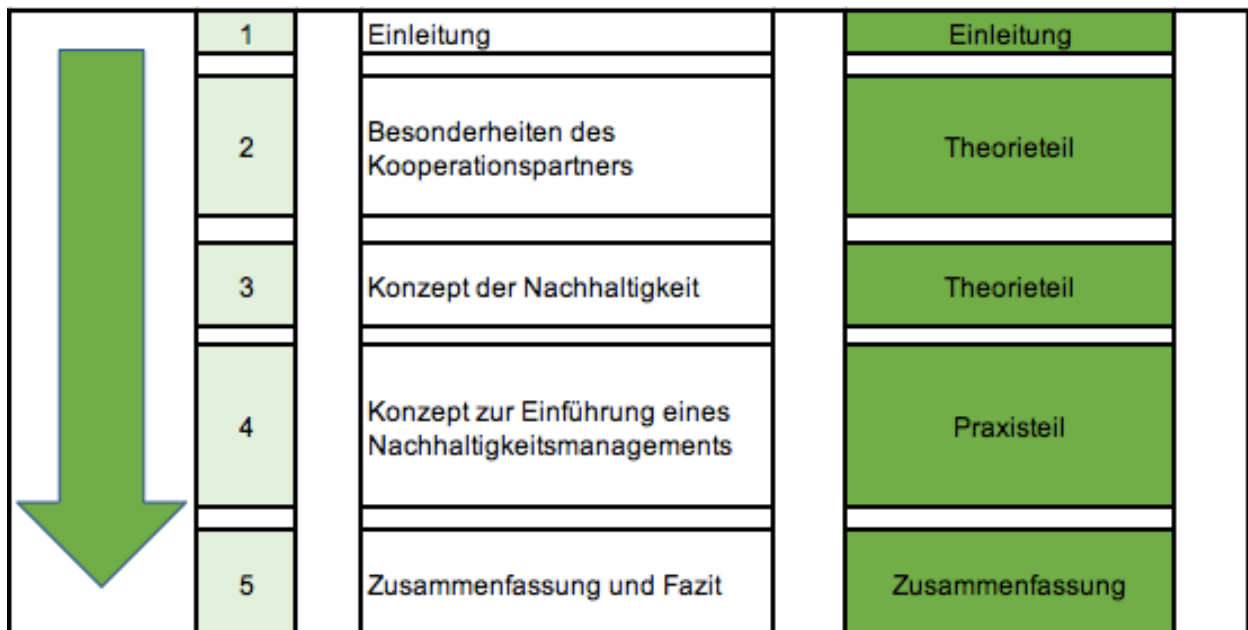 1 Einleitung Einleitung
2 Besonderheiten des
Kooperationspartners Theorieteil
3 Konzept der Nachhaltigkeit Theorieteil
4 Konzept zur Einführung eines
Nachhaltigkeitsmanagements Praxisteil
5 Zusammenfassung und Fazit Zusammenfassung